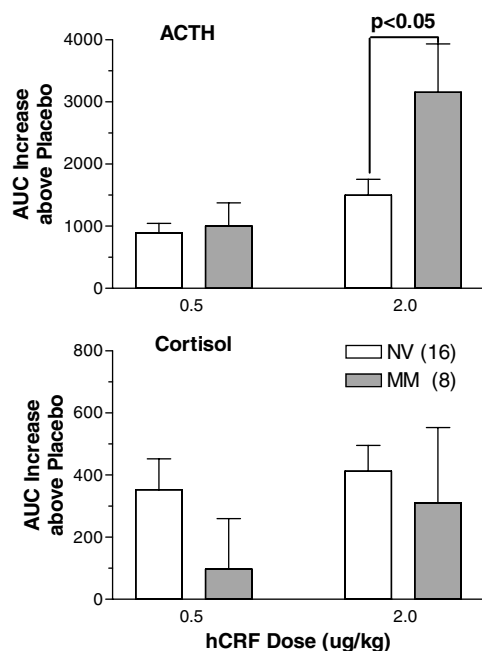 p<0.05
ACTH
4000
3000
2000
1000
0
AUC Increase
above Placebo
0.5
2.0
Cortisol
NV (16)
MM (8)
800
600
400
200
0
AUC Increase
above Placebo
0.5
2.0
hCRF Dose (ug/kg)